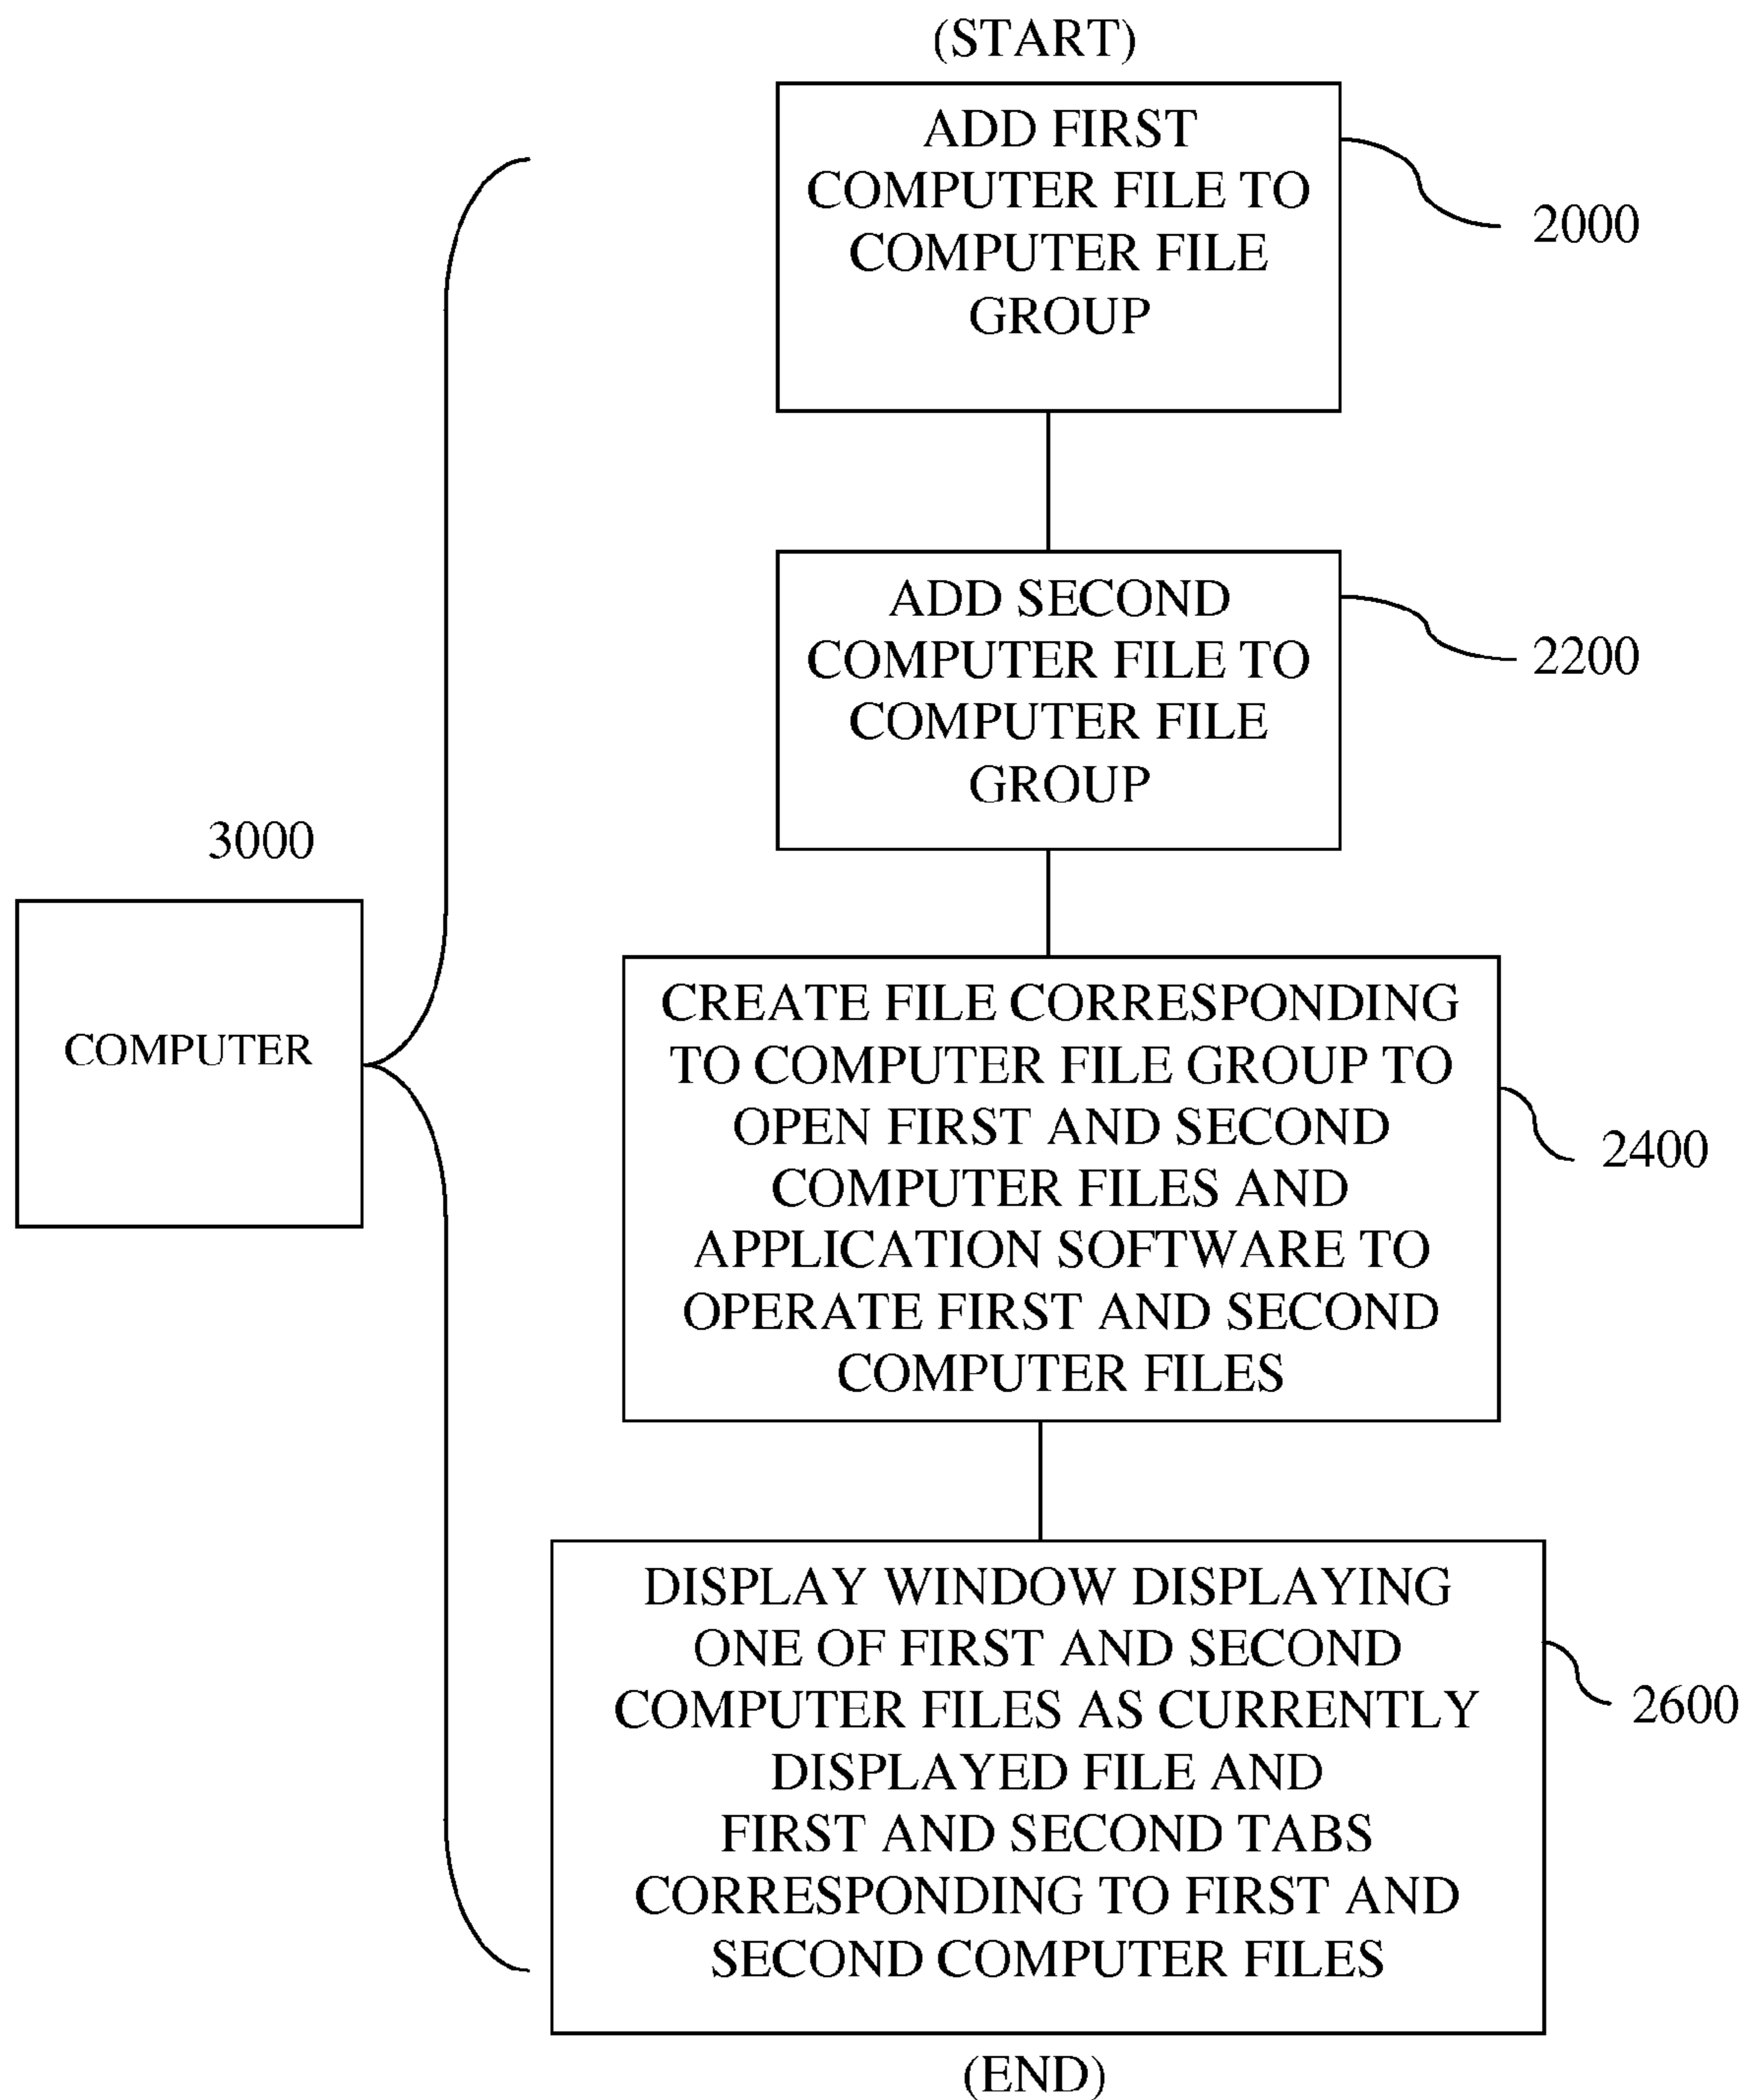 (START)
ADD FIRST
COMPUTER FILE TO
COMPUTER FILE
GROUP
2000
ADD SECOND
COMPUTER FILE TO
COMPUTER FILE
GROUP
2200
3000
COMPUTER
CREATE FILE CORRESPONDING
TO COMPUTER FILE GROUP TO
OPEN FIRST AND SECOND
COMPUTER FILES AND
APPLICATION SOFTWARE TO
OPERATE FIRST AND SECOND
COMPUTER FILES
2400
DISPLAY WINDOW DISPLAYING
ONE OF FIRST AND SECOND
COMPUTER FILES AS CURRENTLY
DISPLAYED FILE AND
FIRST AND SECOND TABS
CORRESPONDING TO FIRST AND
SECOND COMPUTER FILES
2600
(END)